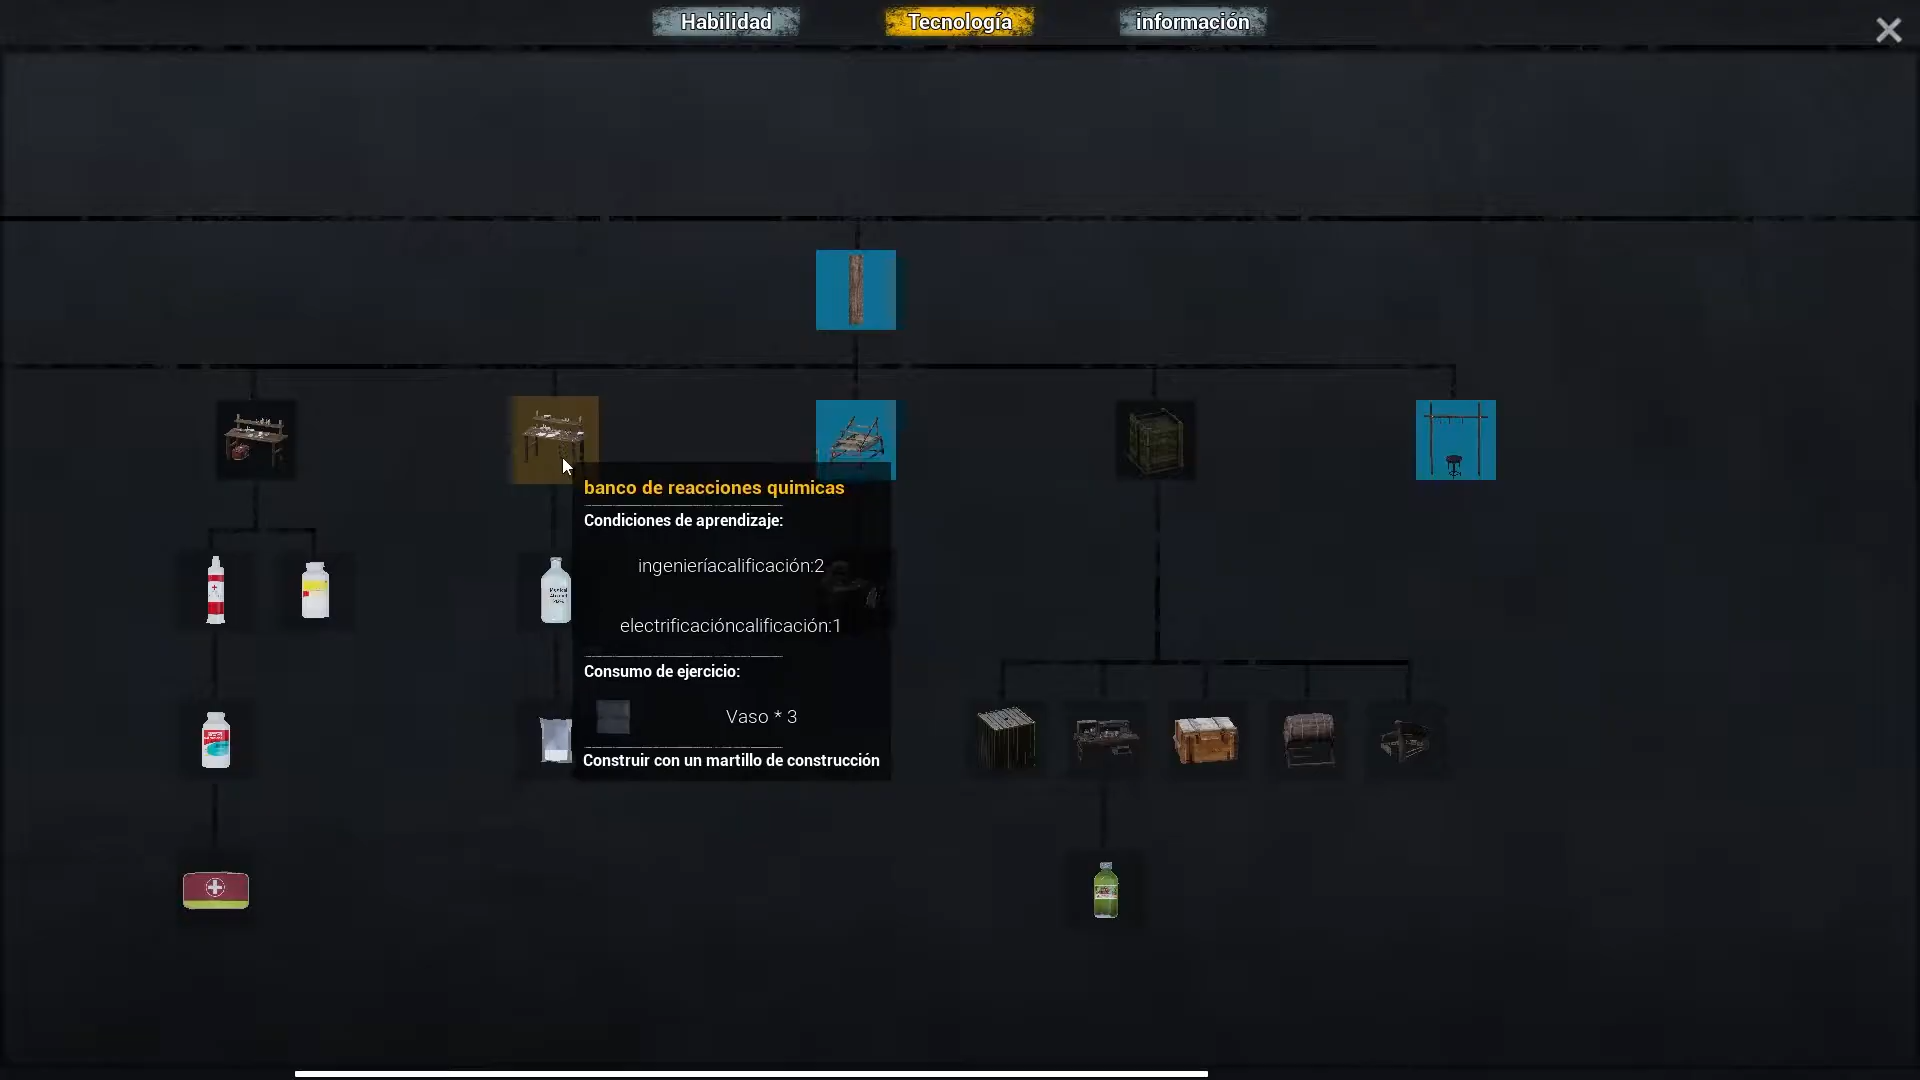 Habilidad
Tecnología
información
banco de reacciones quimicas
Condiciones de aprendizaje:
ingenieríacalificación:2
electrificacióncalificación:1
Consumo de ejercicio:
Vaso * 3
Construir con un martillo de construcción